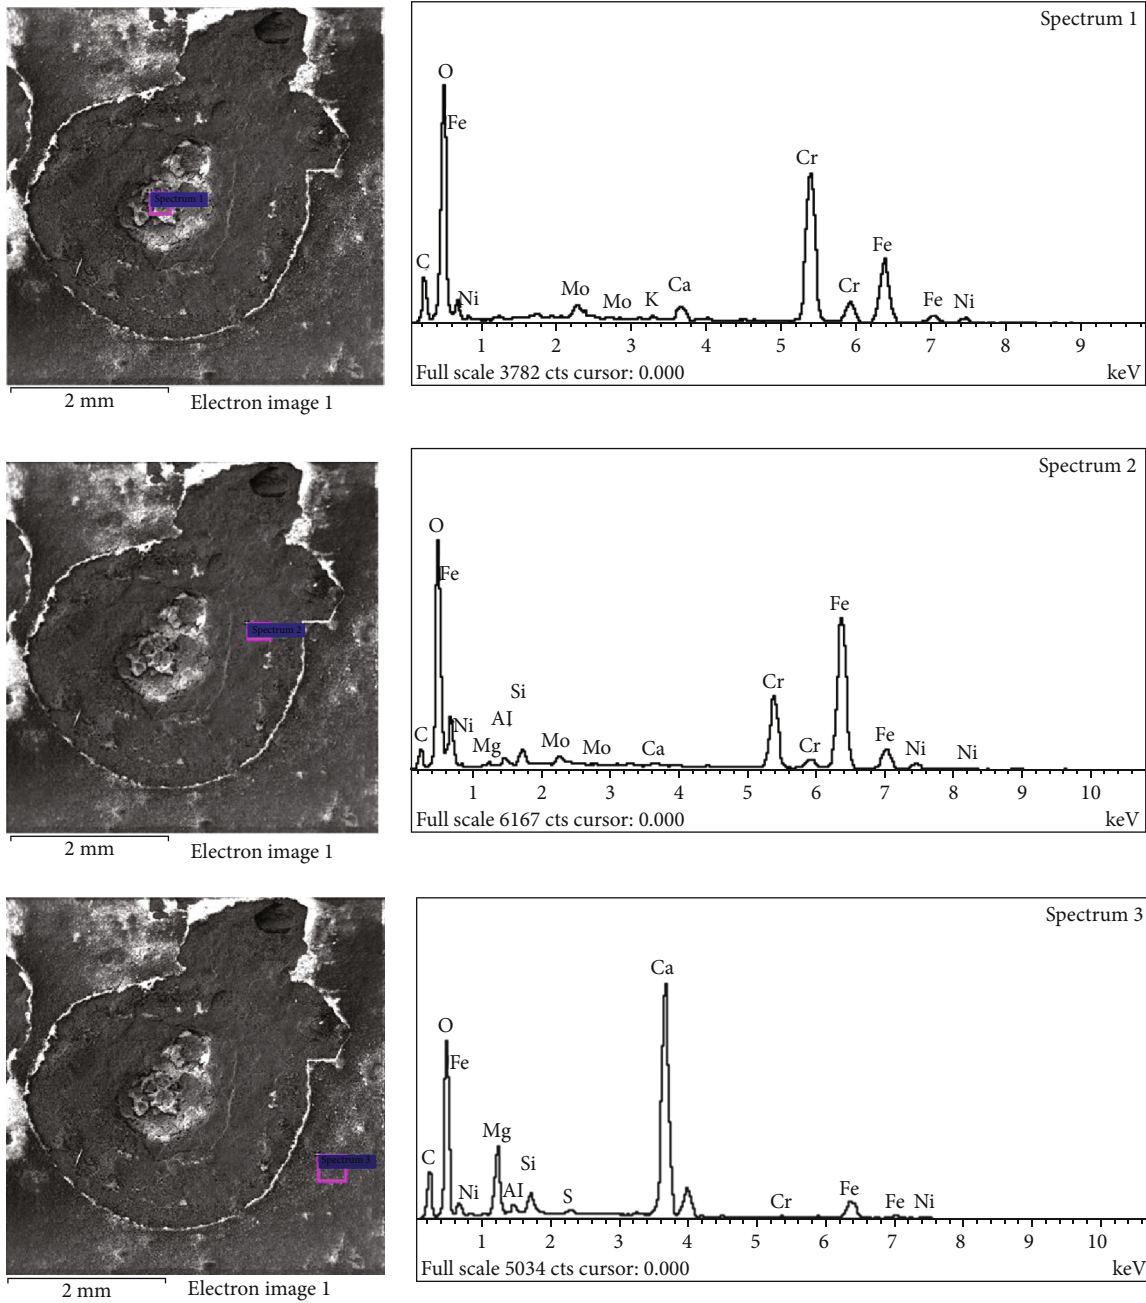 Spectrum 1
O
Fe
Cr
Fe
C
Ni
Mo
Mo
K
Ca
Cr
Fe
Ni
1 2 3 4 5 6 7 8 9
Full scale 3782 cts cursor: 0.000
keV
Spectrum 1
2 mm
Electron image 1
Spectrum 2
O
Fe
Fe
Cr
Si
AI
C
Ni
Mg
Mo
Mo
Ca
Cr
Fe
Ni
Ni
1 2 3 4 5 6 7 8 9 10
Full scale 6167 cts cursor: 0.000
keV
Spectrum 2
2 mm
Electron image 1
Spectrum 3
Ca
O
Fe
Mg
C
Si
Ni
AI
S
Cr
Fe
Fe
Ni
1 2 3 4 5 6 7 8 9 10
Full scale 5034 cts cursor: 0.000
keV
Spectrum 3
2 mm
Electron image 1